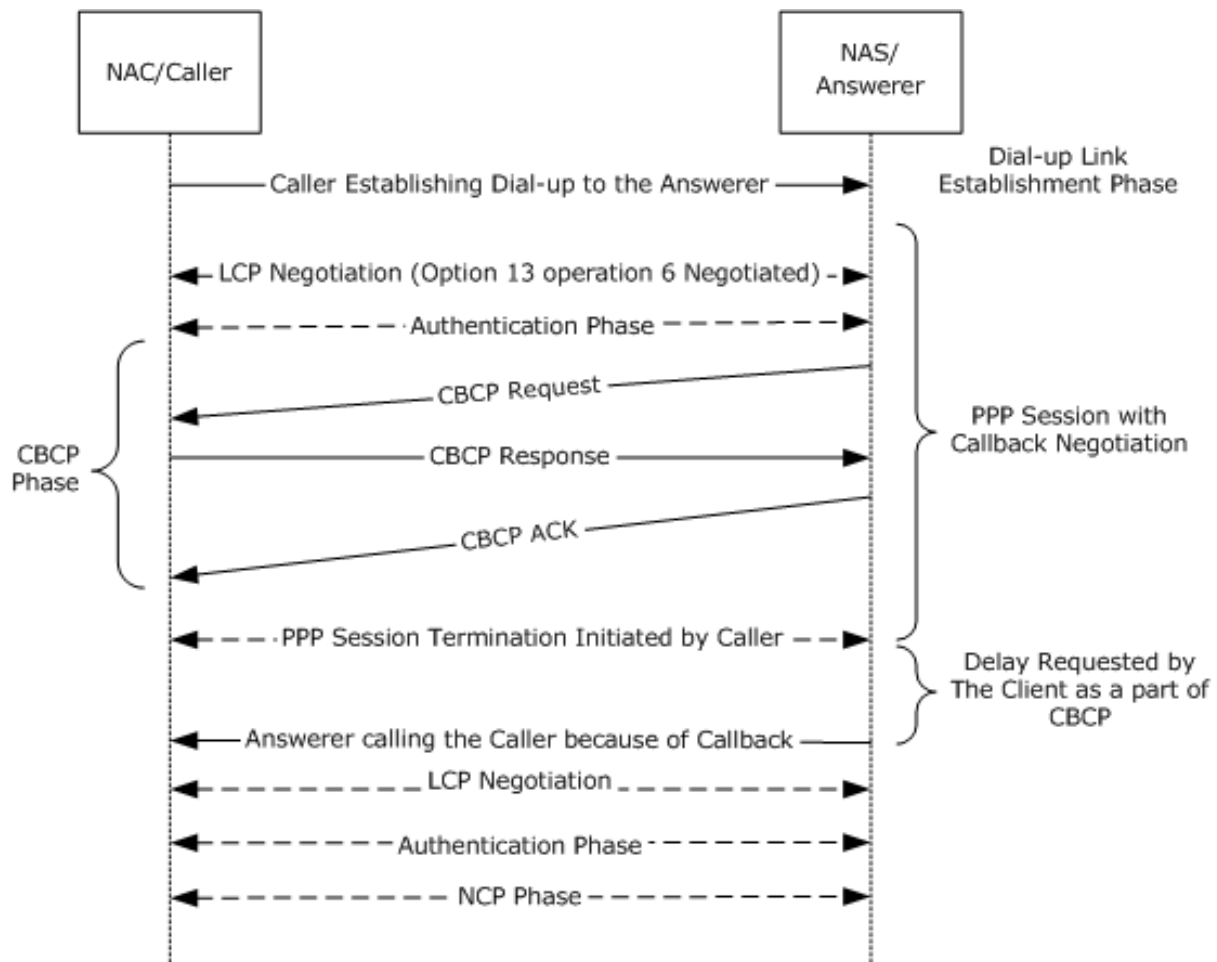 NAC/Caller
NAS/
Answerer
Dial-up Link
Establishment Phase
Caller Establishing Dial-up to the Answerer
LCP Negotiation (Option 13 operation 6 Negotiated)
Authentication Phase
CBCP Request
PPP Session with
Callback Negotiation
CBCP
Phase
CBCP Response
CBCP ACK
PPP Session Termination Initiated by Caller
Delay Requested by
The Client as a part of
CBCP
Answerer calling the Caller because of Callback
LCP Negotiation
Authentication Phase
NCP Phase